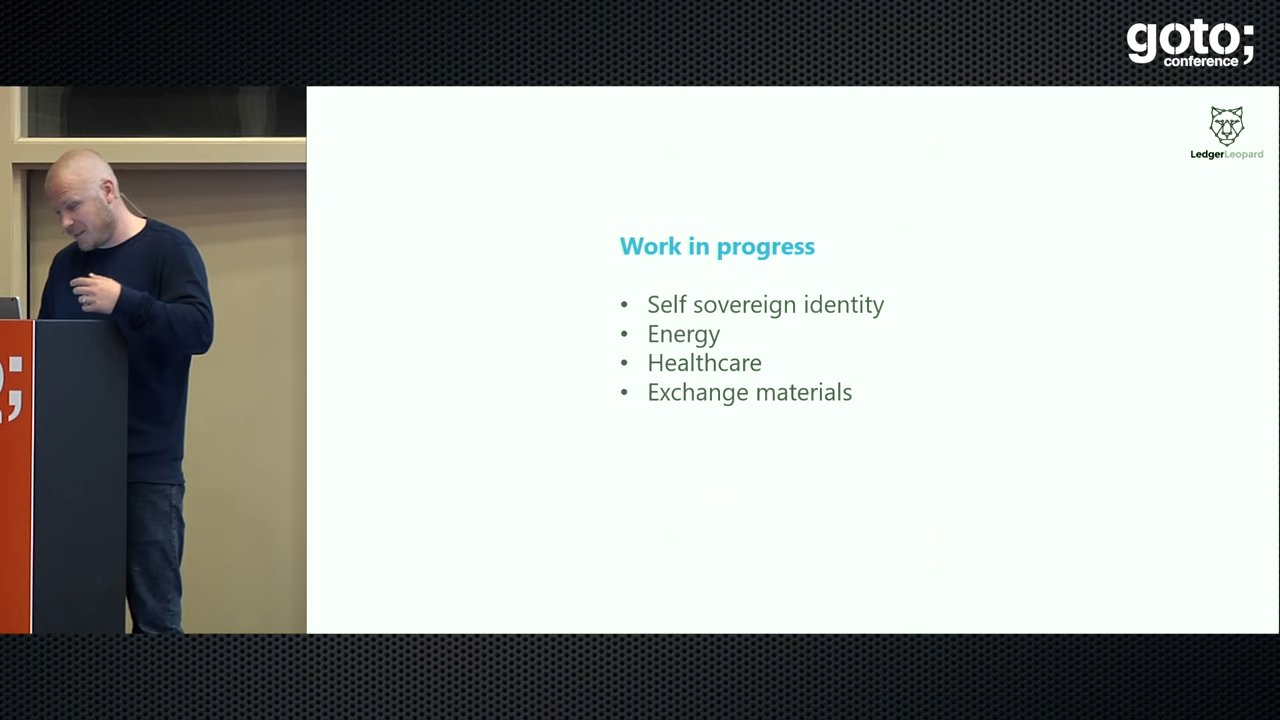 goto;
conference
LedgerLeopard
Work in progress
• Self sovereign identity
• Energy
• Healthcare
• Exchange materials